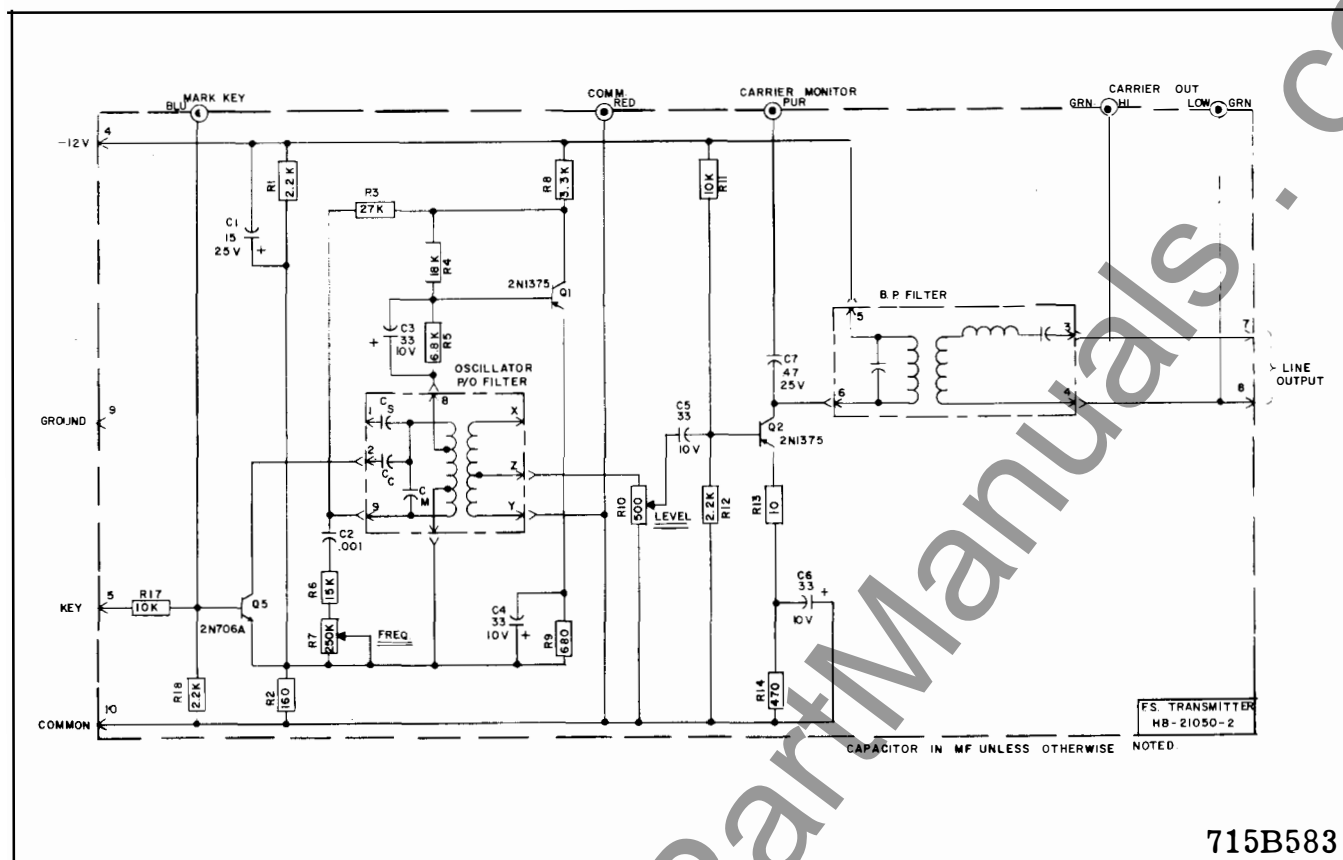 MARK KEY
BLU
COMM.
RED
CARRIER MONITOR
PUR
CARRIER OUT
GRN HI
LOW GRN
-12V
4
R1
2.2K
R3
27K
R8
3.3K
10K
R11
C1
15
25V
+
18K
R4
2N1375
Q1
B.P. FILTER
5
C3
33
10V
+
6.8K
R5
3
7
C7
.47
25V
OSCILLATOR
P/O FILTER
8
LINE
OUTPUT
6
4
8
GROUND
9
1
CS
X
C5
33
10V
Q2
2N1375
2
CC
Z
CM
R10
500
LEVEL
2.2K
R12
R13
10
9
Y
C2
.001
KEY
5
R17
10K
Q5
2N706A
R6
15K
C4
33
10V
+
C6
33
10V
+
R7
250K
FREQ
R9
680
R18
2.2K
R2
160
R14
470
COMMON
10
F.S. TRANSMITTER
HB-21050-2
CAPACITOR IN MF UNLESS OTHERWISE NOTED.
715B583
PartManuals.co